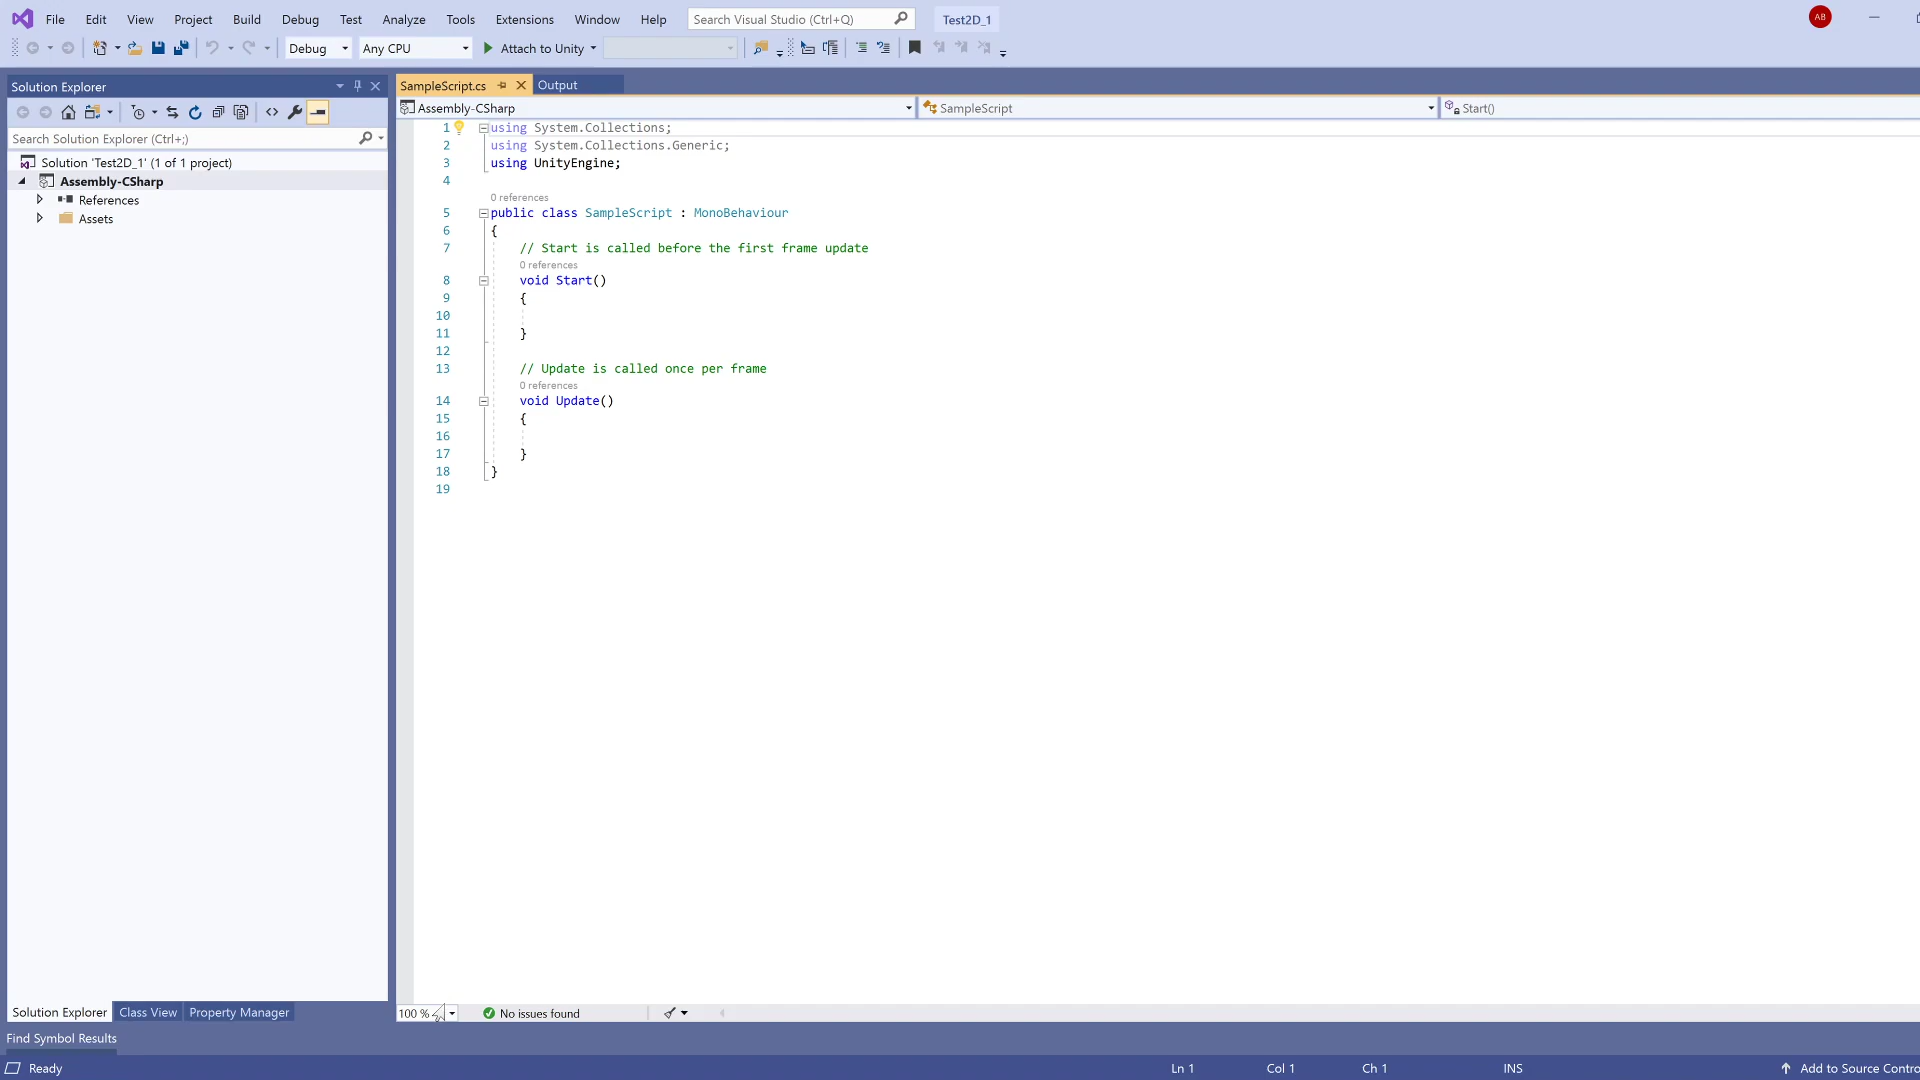 File Edit View Project Build Debug Test Analyze Tools Extensions Window Help Search Visual Studio (Ctrl+Q) Test2D_1 AB
Debug Any CPU Attach to Unity
Solution Explorer
Search Solution Explorer (Ctrl+;)
Solution 'Test2D_1' (1 of 1 project)
Assembly-CSharp
References
Assets
SampleScript.cs Output
Assembly-CSharp SampleScript Start()
1 using System.Collections;
2 using System.Collections.Generic;
3 using UnityEngine;
4
0 references
5 public class SampleScript : MonoBehaviour
6 {
7 // Start is called before the first frame update
0 references
8 void Start()
9 {
10
11 }
12
13 // Update is called once per frame
0 references
14 void Update()
15 {
16
17 }
18 }
19
Solution Explorer Class View Property Manager
100 % No issues found
Find Symbol Results
Ready Ln 1 Col 1 Ch 1 INS Add to Source Contro